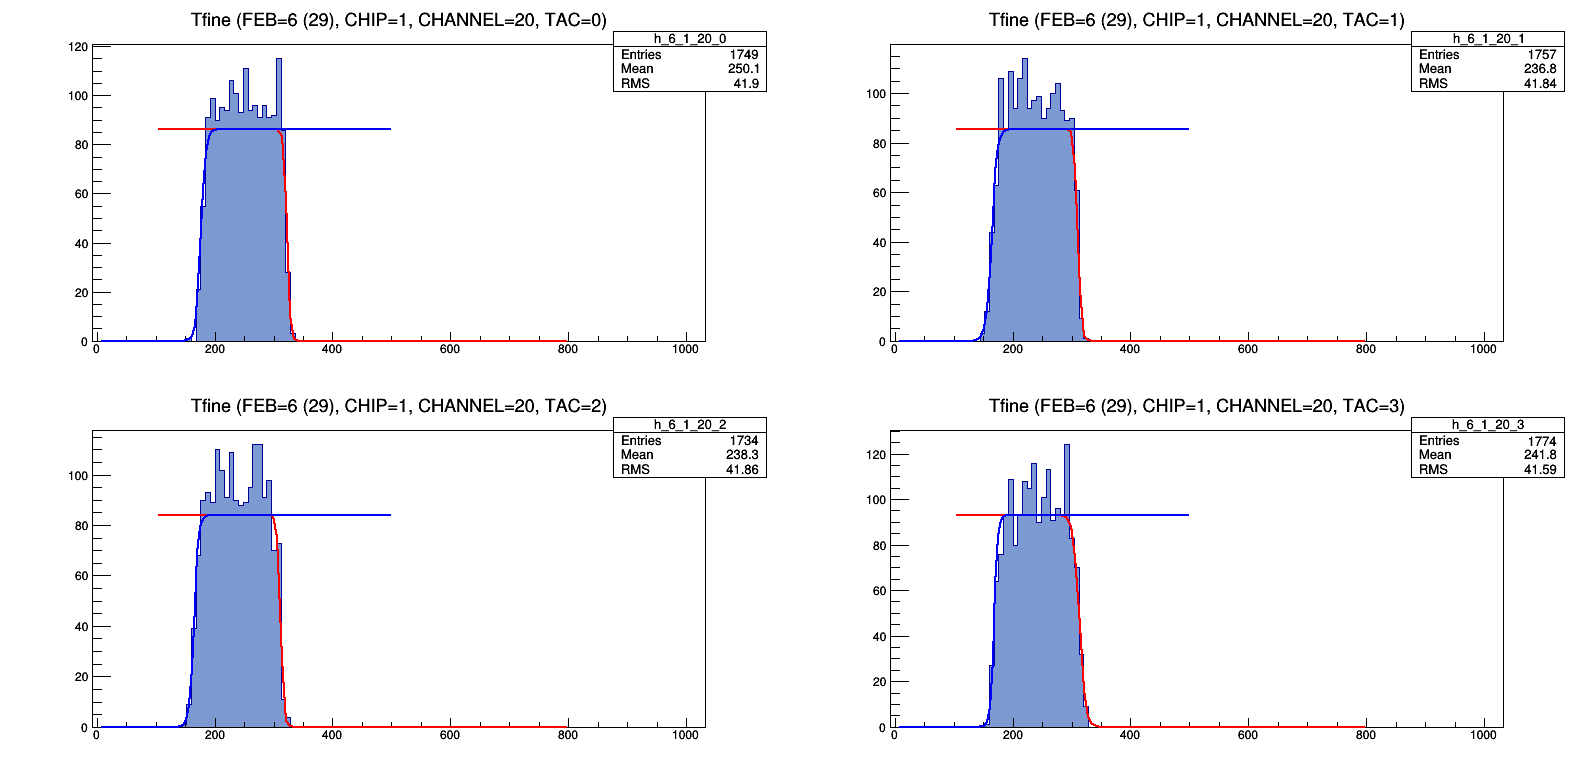 Tfine (FEB=6 (29), CHIP=1, CHANNEL=20, TAC=0)
h_6_1_20_0
Entries 1749
Mean 250.1
RMS 41.9
120
100
80
60
40
20
0
0 200 400 600 800 1000
Tfine (FEB=6 (29), CHIP=1, CHANNEL=20, TAC=1)
h_6_1_20_1
Entries 1757
Mean 236.8
RMS 41.84
100
80
60
40
20
0
0 200 400 600 800 1000
Tfine (FEB=6 (29), CHIP=1, CHANNEL=20, TAC=2)
h_6_1_20_2
Entries 1734
Mean 238.3
RMS 41.86
100
80
60
40
20
0
0 200 400 600 800 1000
Tfine (FEB=6 (29), CHIP=1, CHANNEL=20, TAC=3)
h_6_1_20_3
Entries 1774
Mean 241.8
RMS 41.59
120
100
80
60
40
20
0
0 200 400 600 800 1000